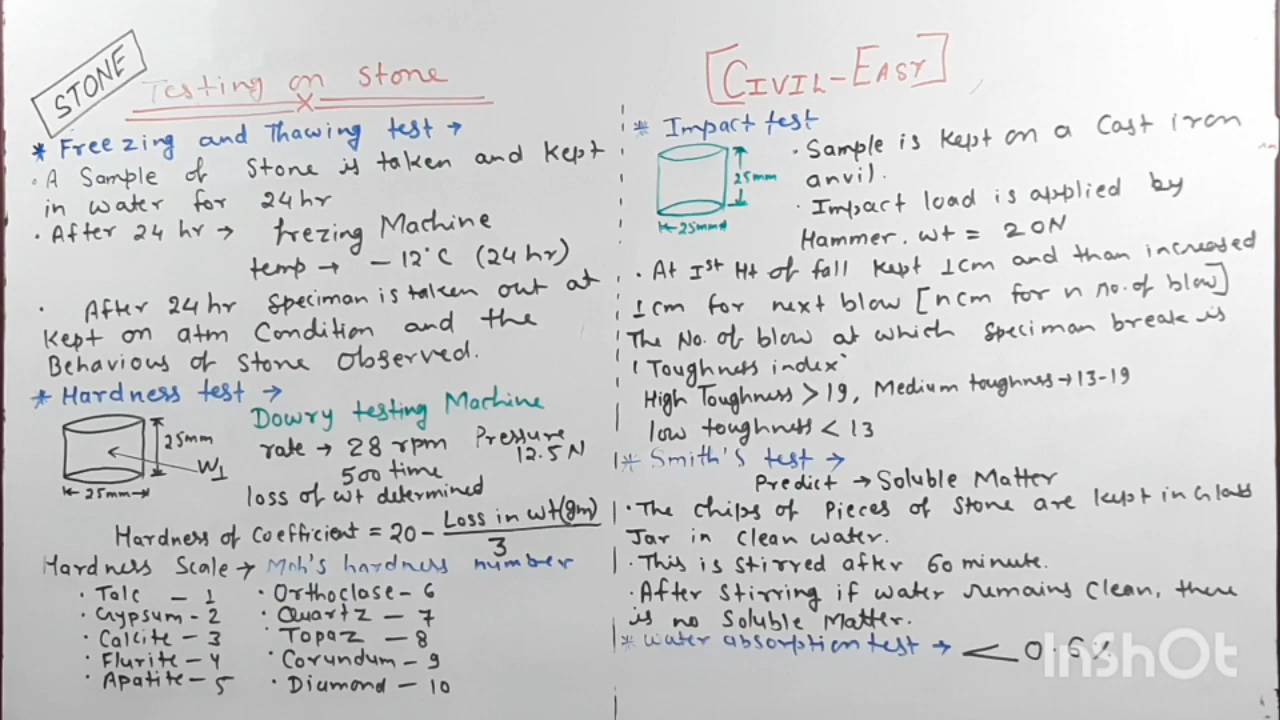 STONE
Testing on Stone
x
* Freezing and Thawing test →
· A Sample of Stone is taken and kept
in water for 24hr
· After 24 hr → frezing Machine
temp → -12°C (24hr)
· After 24hr speciman is taken out at
kept on atm Condition and the
Behavious of stone observed.
* Hardness test →
25mm
W1
25mm
Dowry testing Machine
rate → 28 rpm Pressure
12.5N
500 time
loss of wt determined
Hardness of Coefficient = 20 - Loss in wt(gm)
3
Hardness Scale → Moh's hardness number
· Talc - 1
· Gypsum - 2
· Calcite - 3
· Flurite - 4
· Apatite - 5
· Orthoclase - 6
· Quartz - 7
· Topaz - 8
· Corundum - 9
· Diamond - 10
[CIVIL-EASY]
* Impact test
25mm
25mm
· Sample is kept on a Cast iron
anvil.
· Impact load is applied by
Hammer. wt = 20N
· At Ist Ht of fall kept 1cm and than increased
1cm for next blow [n cm for n no. of blow]
The No. of blow at which speciman break is
'Toughness index'
High Toughness > 19, Medium toughness → 13-19
low toughness < 13
* Smith's test →
Predict → Soluble Matter
· The chips of Pieces of Stone are kept in Glass
Jar in clean water.
· This is stirred after 60 minute.
· After Stirring if water remains Clean, there
is no Soluble Matter.
* Water absorption test → < 0.6%
InShOt